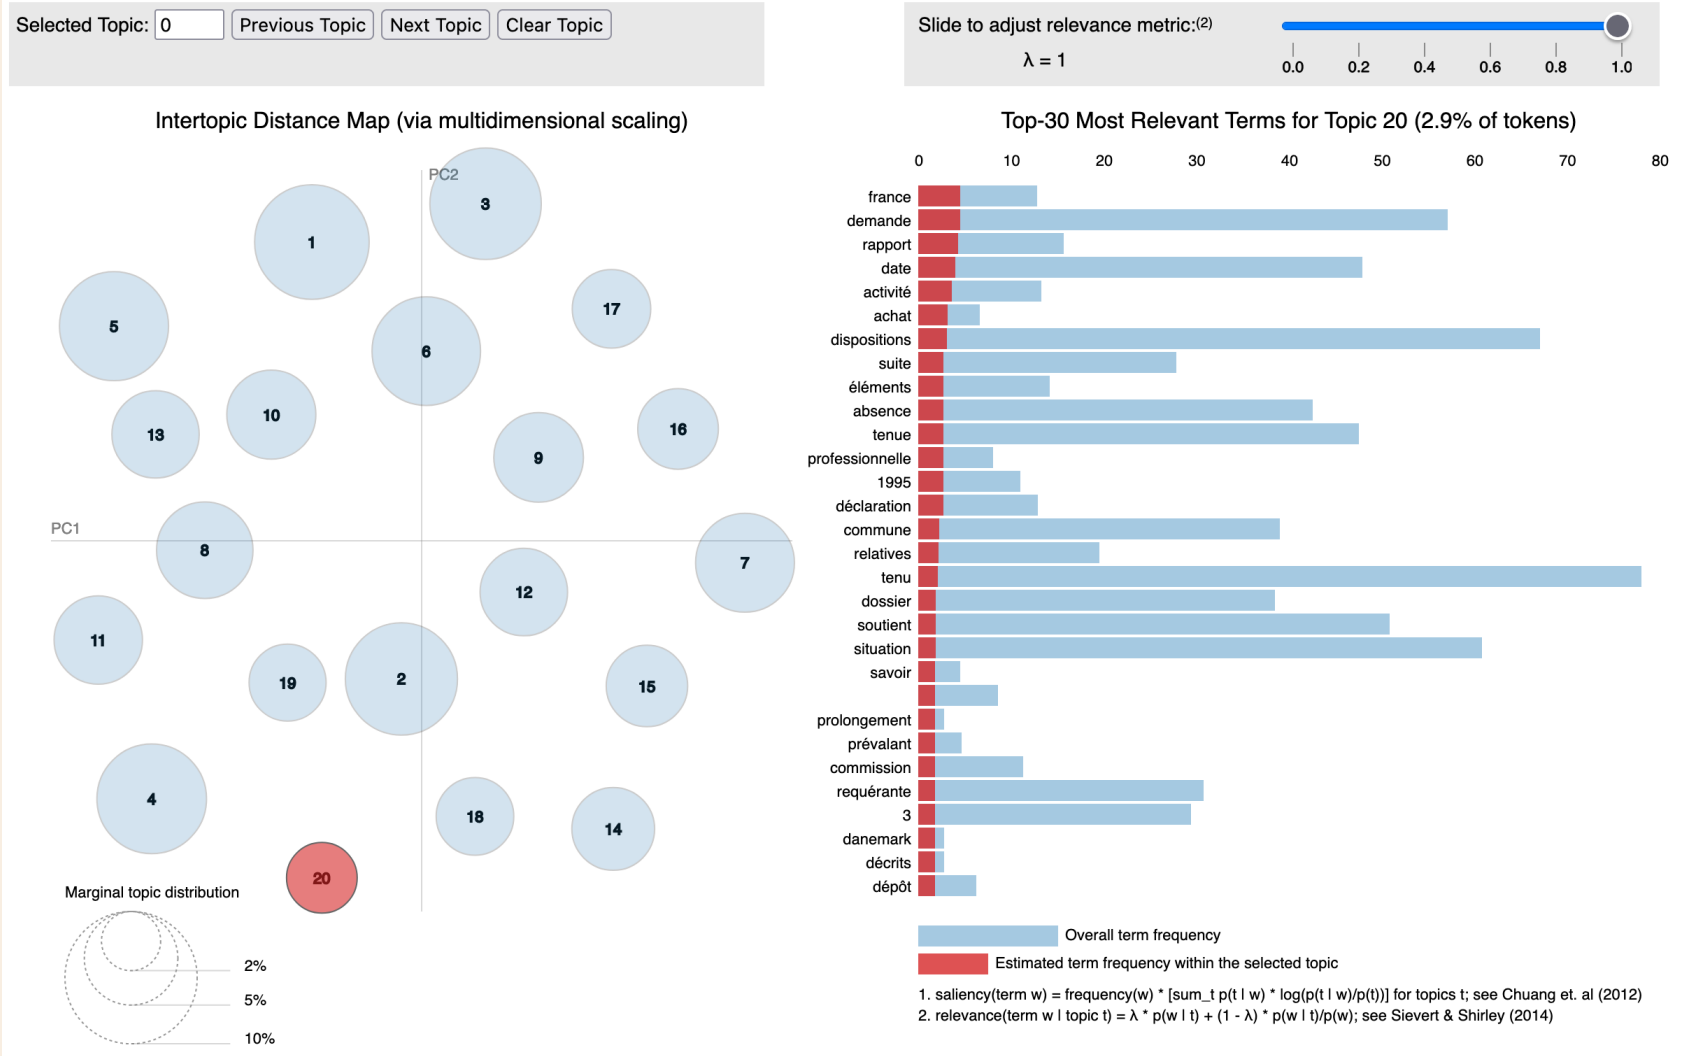 Selected Topic: 0 Previous Topic Next Topic Clear Topic
Slide to adjust relevance metric:(2)
λ = 1
0.0 0.2 0.4 0.6 0.8 1.0
Intertopic Distance Map (via multidimensional scaling)
PC2
3
1
17
5
6
10
16
13
9
PC1
8
7
12
11
2
19
15
4
18
14
20
Marginal topic distribution
2%
5%
10%
Top-30 Most Relevant Terms for Topic 20 (2.9% of tokens)
0 10 20 30 40 50 60 70 80
france
demande
rapport
date
activité
achat
dispositions
suite
éléments
absence
tenue
professionnelle
1995
déclaration
commune
relatives
tenu
dossier
soutient
situation
savoir
prolongement
prévalant
commission
requérante
3
danemark
décrits
dépôt
Overall term frequency
Estimated term frequency within the selected topic
1. saliency(term w) = frequency(w) * [sum_t p(t | w) * log(p(t | w)/p(t))] for topics t; see Chuang et. al (2012)
2. relevance(term w | topic t) = λ * p(w | t) + (1 - λ) * p(w | t)/p(w); see Sievert & Shirley (2014)